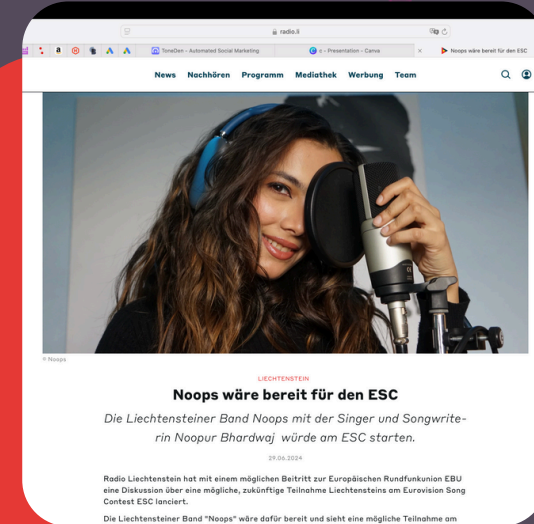 radio.li
ToneDen - Automated Social Marketing
c - Presentation - Canva
Noops wäre bereit für den ESC
News Nachhören Programm Mediathek Werbung Team
© Noops
LIECHTENSTEIN
Noops wäre bereit für den ESC
Die Liechtensteiner Band Noops mit der Singer und Songwrite-
rin Noopur Bhardwaj würde am ESC starten.
29.06.2024
Radio Liechtenstein hat mit einem möglichen Beitritt zur Europäischen Rundfunkunion EBU
eine Diskussion über eine mögliche, zukünftige Teilnahme Liechtensteins am Eurovision Song
Contest ESC lanciert.
Die Liechtensteiner Band "Noops" wäre dafür bereit und sieht eine mögliche Teilnahme am